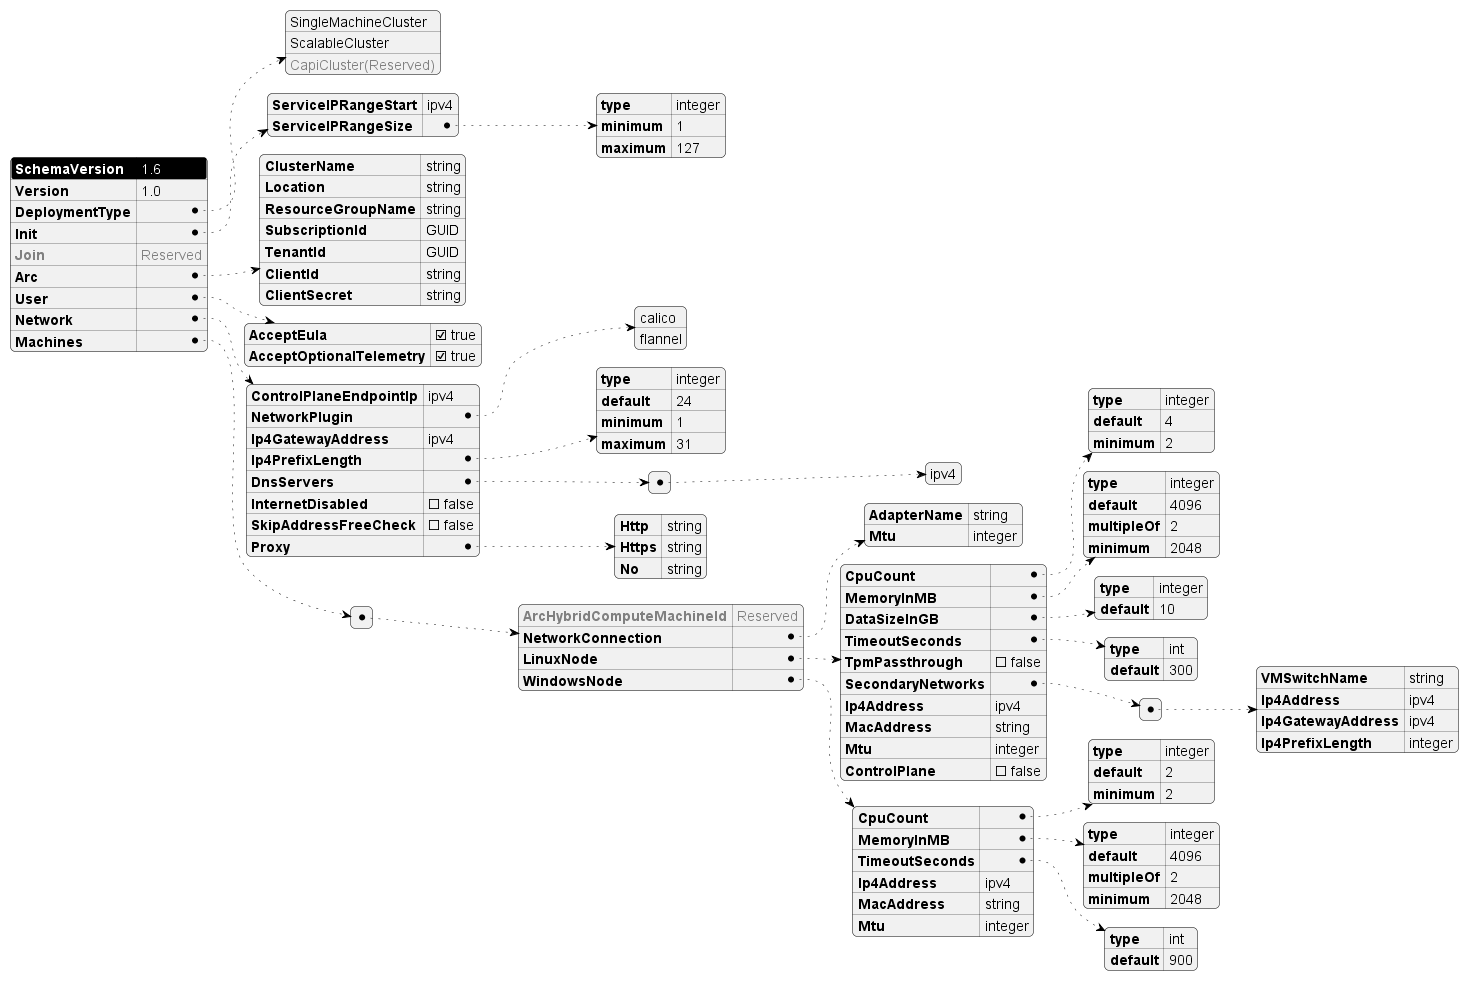 SingleMachineCluster
ScalableCluster
CapiCluster(Reserved)
ServiceIPRangeStart ipv4
ServiceIPRangeSize
type integer
minimum 1
maximum 127
SchemaVersion 1.6
Version 1.0
DeploymentType
Init
Join Reserved
Arc
User
Network
Machines
ClusterName string
Location string
ResourceGroupName string
SubscriptionId GUID
TenantId GUID
ClientId string
ClientSecret string
AcceptEula ☑ true
AcceptOptionalTelemetry ☑ true
calico
flannel
ControlPlaneEndpointIp ipv4
NetworkPlugin
Ip4GatewayAddress ipv4
Ip4PrefixLength
DnsServers
InternetDisabled ☐ false
SkipAddressFreeCheck ☐ false
Proxy
type integer
default 24
minimum 1
maximum 31
ipv4
Http string
Https string
No string
ArcHybridComputeMachineId Reserved
NetworkConnection
LinuxNode
WindowsNode
AdapterName string
Mtu integer
CpuCount
MemoryInMB
DataSizeInGB
TimeoutSeconds
TpmPassthrough ☐ false
SecondaryNetworks
Ip4Address ipv4
MacAddress string
Mtu integer
ControlPlane ☐ false
type integer
default 4
minimum 2
type integer
default 4096
multipleOf 2
minimum 2048
type integer
default 10
type int
default 300
VMSwitchName string
Ip4Address ipv4
Ip4GatewayAddress ipv4
Ip4PrefixLength integer
CpuCount
MemoryInMB
TimeoutSeconds
Ip4Address ipv4
MacAddress string
Mtu integer
type integer
default 2
minimum 2
type integer
default 4096
multipleOf 2
minimum 2048
type int
default 900